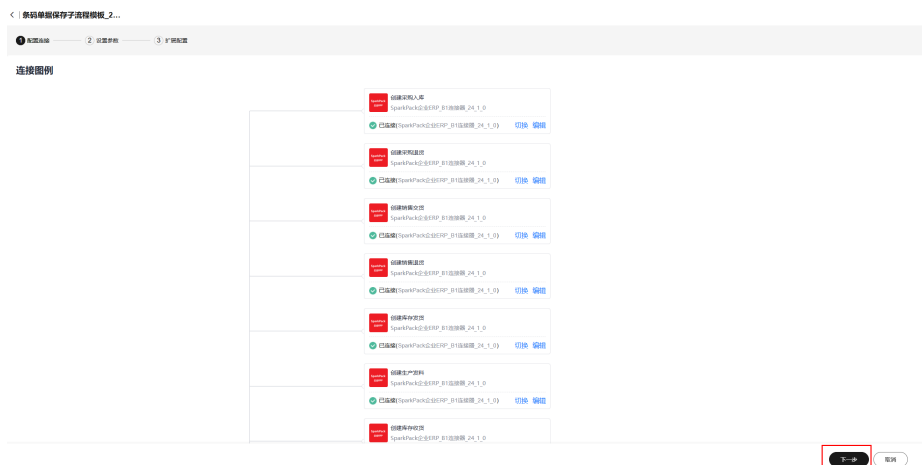 < | 条码单据保存子流程模板_2...
1 配置连接 2 设置参数 3 扩展配置
连接图例
创建采购入库
SparkPack企业ERP_B1连接器_24_1_0
已连接(SparkPack企业ERP_B1连接器_24_1_0) 切换 编辑
创建采购退货
SparkPack企业ERP_B1连接器_24_1_0
已连接(SparkPack企业ERP_B1连接器_24_1_0) 切换 编辑
创建销售交货
SparkPack企业ERP_B1连接器_24_1_0
已连接(SparkPack企业ERP_B1连接器_24_1_0) 切换 编辑
创建销售退货
SparkPack企业ERP_B1连接器_24_1_0
已连接(SparkPack企业ERP_B1连接器_24_1_0) 切换 编辑
创建库存发货
SparkPack企业ERP_B1连接器_24_1_0
已连接(SparkPack企业ERP_B1连接器_24_1_0) 切换 编辑
创建生产发料
SparkPack企业ERP_B1连接器_24_1_0
已连接(SparkPack企业ERP_B1连接器_24_1_0) 切换 编辑
创建库存收货
SparkPack企业ERP_B1连接器_24_1_0
下一步 取消